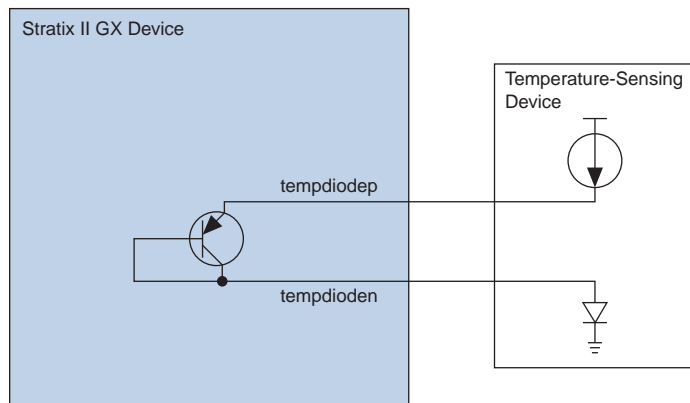 Stratix II GX Device
Temperature-Sensing
Device
tempdiodep
tempdioden